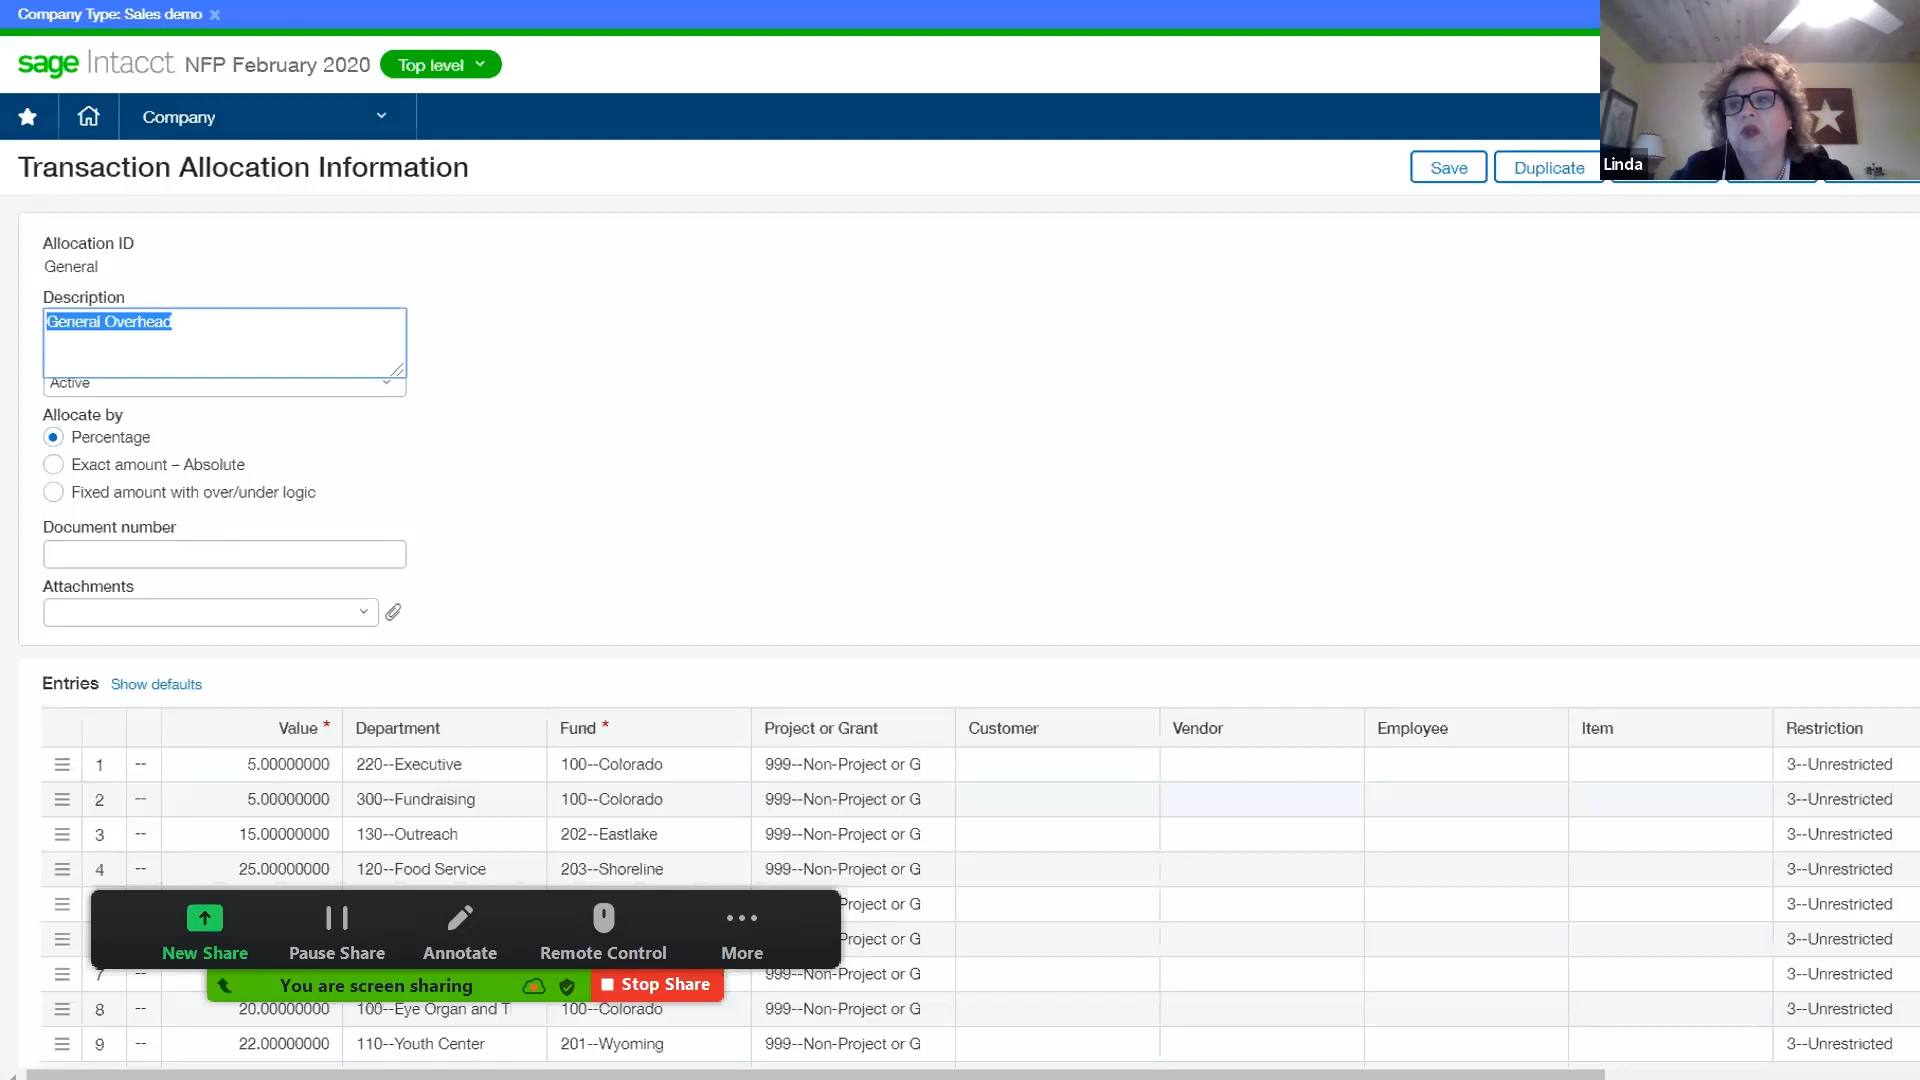 Company Type: Sales demo
sage Intacct NFP February 2020 Top level
Company
Transaction Allocation Information
Save Duplicate
Linda
Allocation ID
General
Description
General Overhead
Active
Allocate by
Percentage
Exact amount – Absolute
Fixed amount with over/under logic
Document number
Attachments
Entries Show defaults
Value * Department Fund * Project or Grant Customer Vendor Employee Item Restriction
1 -- 5.00000000 220--Executive 100--Colorado 999--Non-Project or G 3--Unrestricted
2 -- 5.00000000 300--Fundraising 100--Colorado 999--Non-Project or G 3--Unrestricted
3 -- 15.00000000 130--Outreach 202--Eastlake 999--Non-Project or G 3--Unrestricted
4 -- 25.00000000 120--Food Service 203--Shoreline 999--Non-Project or G 3--Unrestricted
Project or G 3--Unrestricted
Project or G 3--Unrestricted
7 -- 999--Non-Project or G 3--Unrestricted
8 -- 20.00000000 100--Eye Organ and T 100--Colorado 999--Non-Project or G 3--Unrestricted
9 -- 22.00000000 110--Youth Center 201--Wyoming 999--Non-Project or G 3--Unrestricted
New Share Pause Share Annotate Remote Control More
You are screen sharing Stop Share